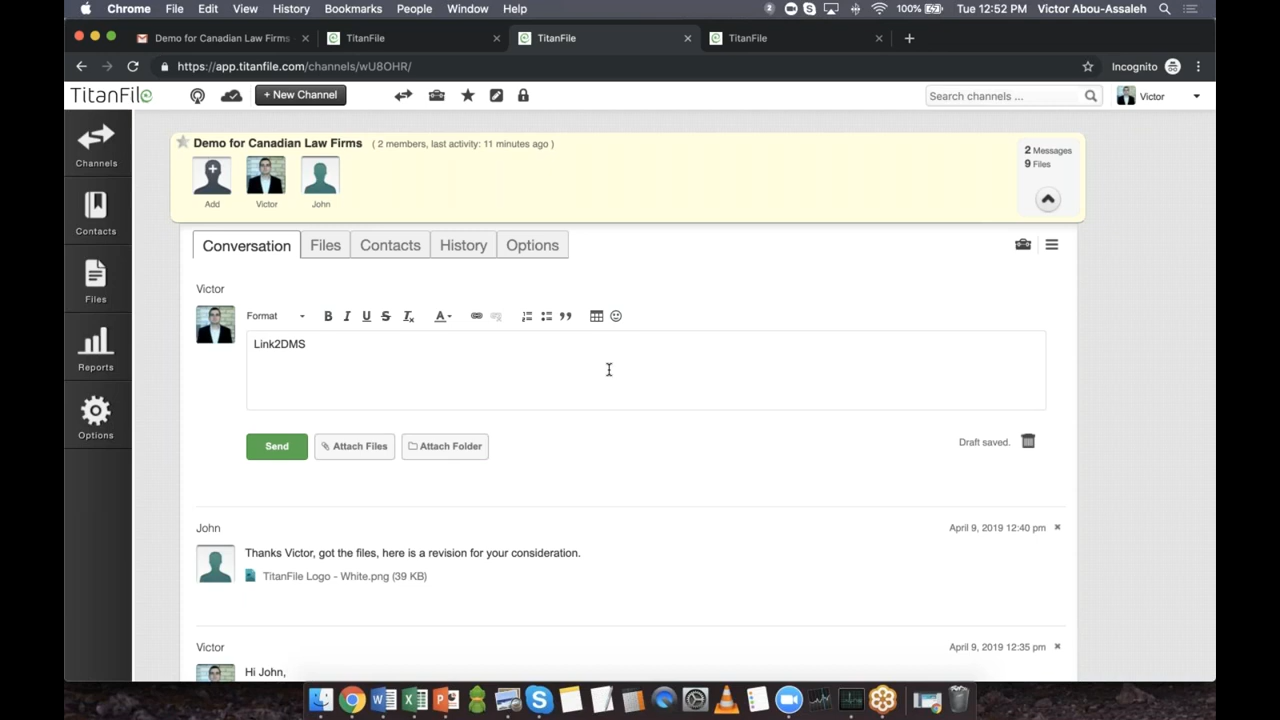 Chrome File Edit View History Bookmarks People Window Help 100% Tue 12:52 PM Victor Abou-Assaleh
Demo for Canadian Law Firms TitanFile TitanFile TitanFile
https://app.titanfile.com/channels/wU8OHR/ Incognito
TitanFile + New Channel Search channels ... Victor
Channels
Contacts
Files
Reports
Options
Demo for Canadian Law Firms ( 2 members, last activity: 11 minutes ago )
2 Messages
9 Files
Add Victor John
Conversation Files Contacts History Options
Victor
Format B I U S Tx A
Link2DMS
Send Attach Files Attach Folder Draft saved.
John April 9, 2019 12:40 pm
Thanks Victor, got the files, here is a revision for your consideration.
TitanFile Logo - White.png (39 KB)
Victor April 9, 2019 12:35 pm
Hi John,